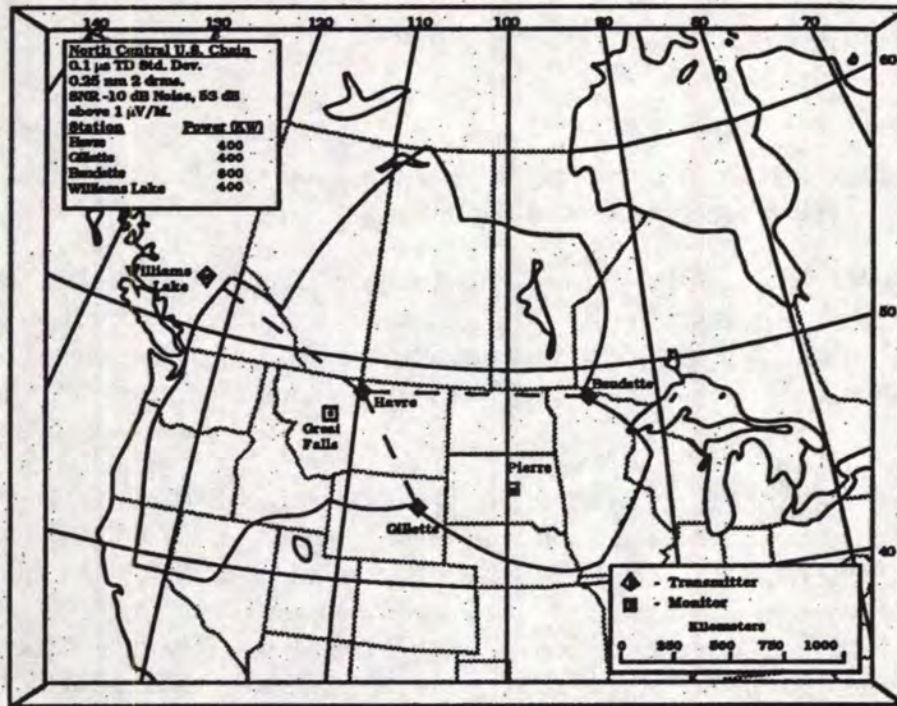 140 130 120 110 100 90 80 70
North Central U.S. Chain
0.1 µs TD Std. Dev.
0.25 nm 2 drms.
SNR -10 dB Noise, 53 dB
above 1 µV/M.
Station Power (KW)
Havre 400
Gillette 400
Baudette 800
Williams Lake 400
60
Williams
Lake
50
Baudette
Havre
Great
Falls
Pierre
Gillette
40
- Transmitter
- Monitor
Kilometers
0 250 500 750 1000